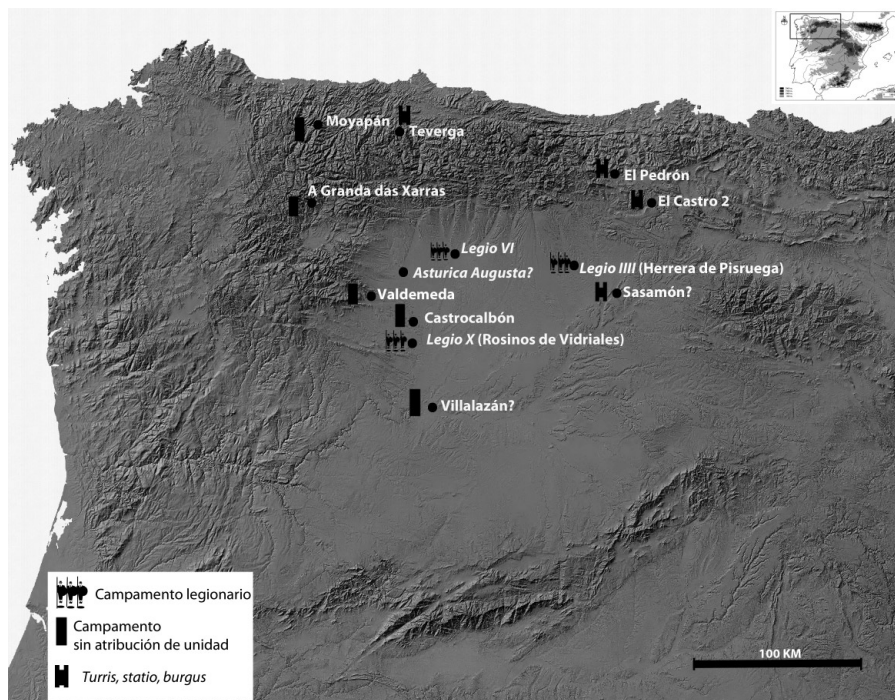 Moyapán
Teverga
El Pedrón
A Granda das Xarras
El Castro 2
Legio VI
Legio IIII (Herrera de Pisruega)
Asturica Augusta?
Valdemeda
Sasamón?
Castrocalbón
Legio X (Rosinos de Vidriales)
Villalazán?
Campamento legionario
Campamento
sin atribución de unidad
Turris, statio, burgus
100 KM